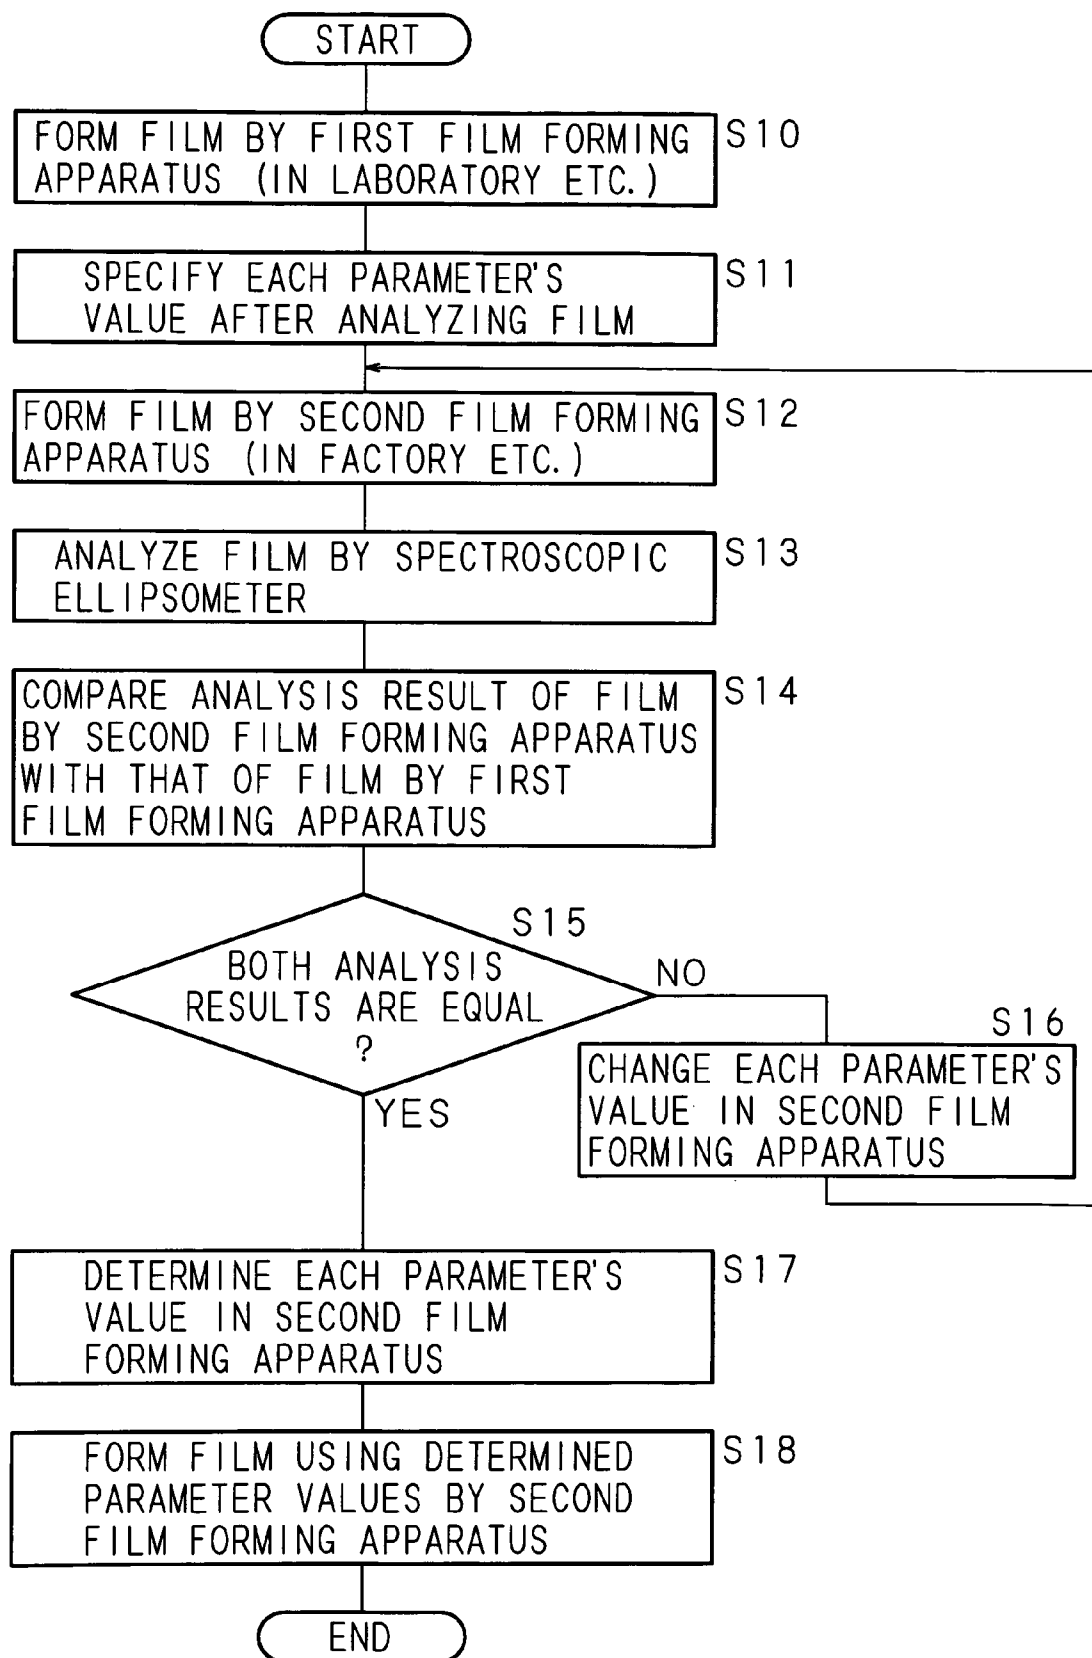 START
FORM FILM BY FIRST FILM FORMING
APPARATUS (IN LABORATORY ETC.)
S10
SPECIFY EACH PARAMETER'S
VALUE AFTER ANALYZING FILM
S11
FORM FILM BY SECOND FILM FORMING
APPARATUS (IN FACTORY ETC.)
S12
ANALYZE FILM BY SPECTROSCOPIC
ELLIPSOMETER
S13
COMPARE ANALYSIS RESULT OF FILM
BY SECOND FILM FORMING APPARATUS
WITH THAT OF FILM BY FIRST
FILM FORMING APPARATUS
S14
S15
BOTH ANALYSIS
RESULTS ARE EQUAL
?
NO
YES
S16
CHANGE EACH PARAMETER'S
VALUE IN SECOND FILM
FORMING APPARATUS
DETERMINE EACH PARAMETER'S
VALUE IN SECOND FILM
FORMING APPARATUS
S17
FORM FILM USING DETERMINED
PARAMETER VALUES BY SECOND
FILM FORMING APPARATUS
S18
END